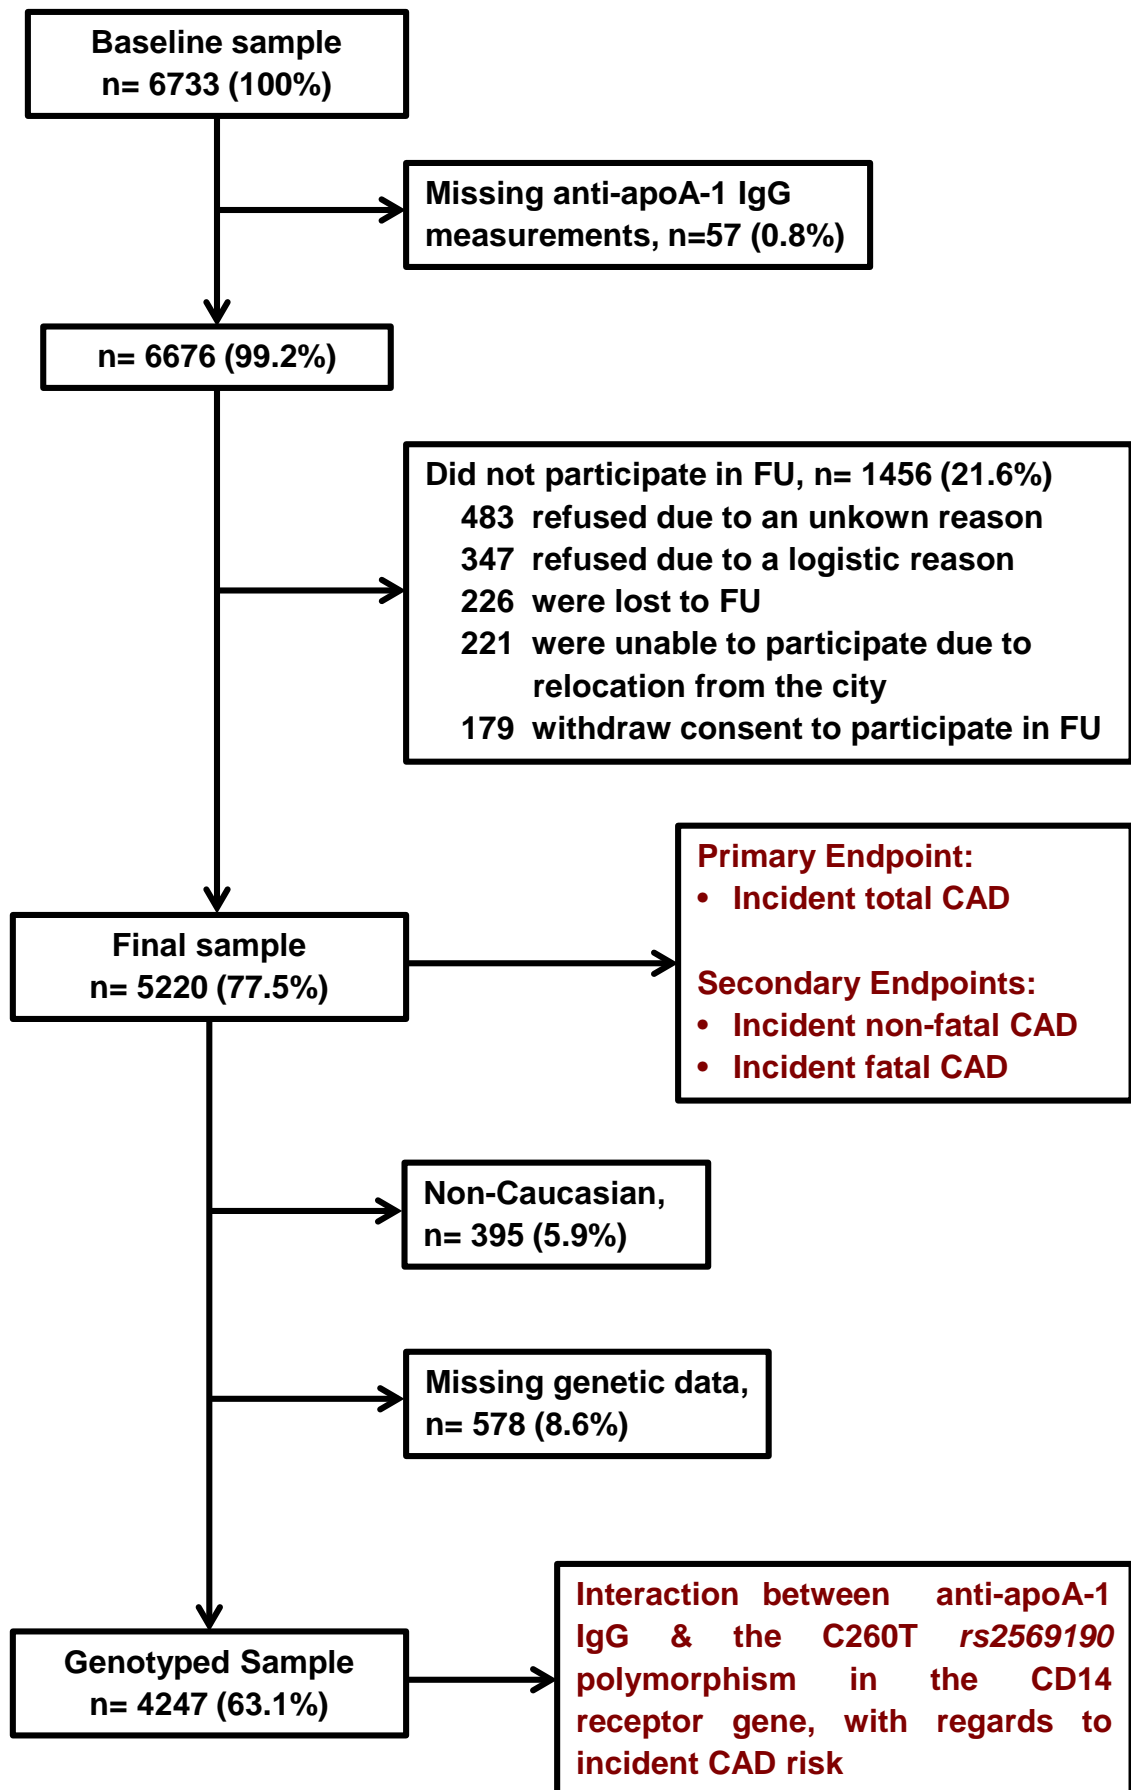 Baseline sample
n= 6733 (100%)
Missing anti-apoA-1 IgG
measurements, n=57 (0.8%)
n= 6676 (99.2%)
Did not participate in FU, n= 1456 (21.6%)
483 refused due to an unkown reason
347 refused due to a logistic reason
226 were lost to FU
221 were unable to participate due to
relocation from the city
179 withdraw consent to participate in FU
Primary Endpoint:
• Incident total CAD
Secondary Endpoints:
• Incident non-fatal CAD
• Incident fatal CAD
Final sample
n= 5220 (77.5%)
Non-Caucasian,
n= 395 (5.9%)
Missing genetic data,
n= 578 (8.6%)
Genotyped Sample
n= 4247 (63.1%)
Interaction between anti-apoA-1
IgG & the C260T rs2569190
polymorphism in the CD14
receptor gene, with regards to
incident CAD risk